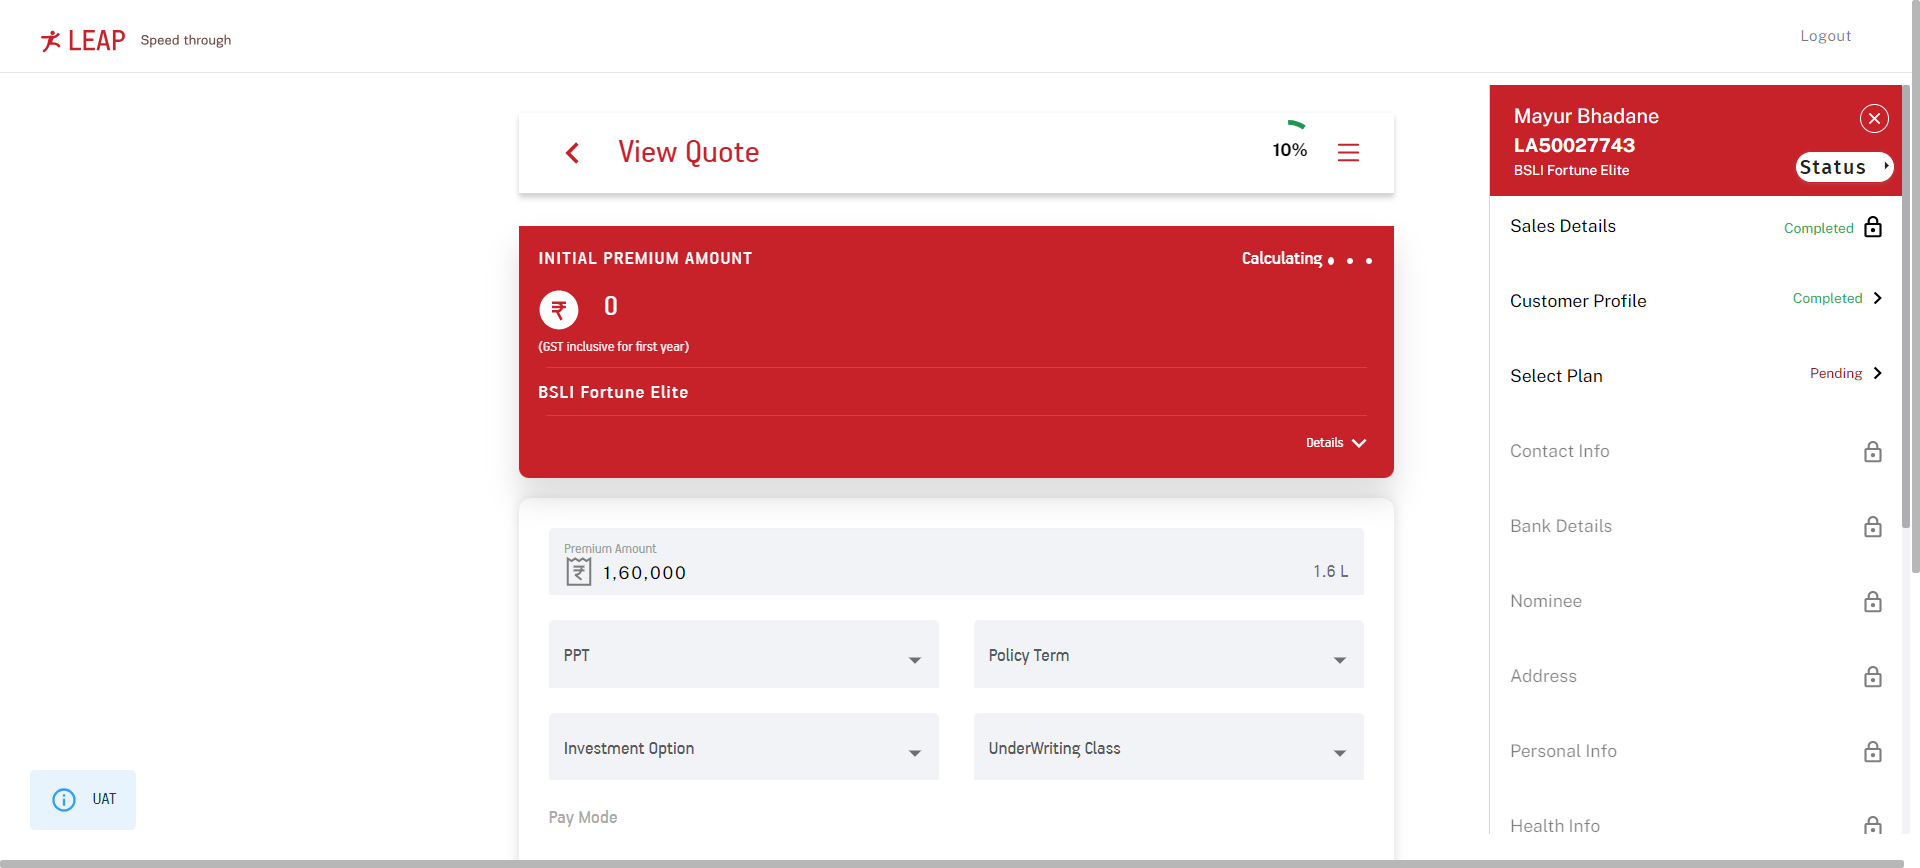 LEAP Speed through
Logout
View Quote
10%
INITIAL PREMIUM AMOUNT
Calculating
₹ 0
(GST inclusive for first year)
BSLI Fortune Elite
Details
Premium Amount
₹ 1,60,000
1.6 L
PPT
Policy Term
Investment Option
UnderWriting Class
Pay Mode
UAT
Mayur Bhadane
LA50027743
BSLI Fortune Elite
Status
Sales Details Completed
Customer Profile Completed
Select Plan Pending
Contact Info
Bank Details
Nominee
Address
Personal Info
Health Info